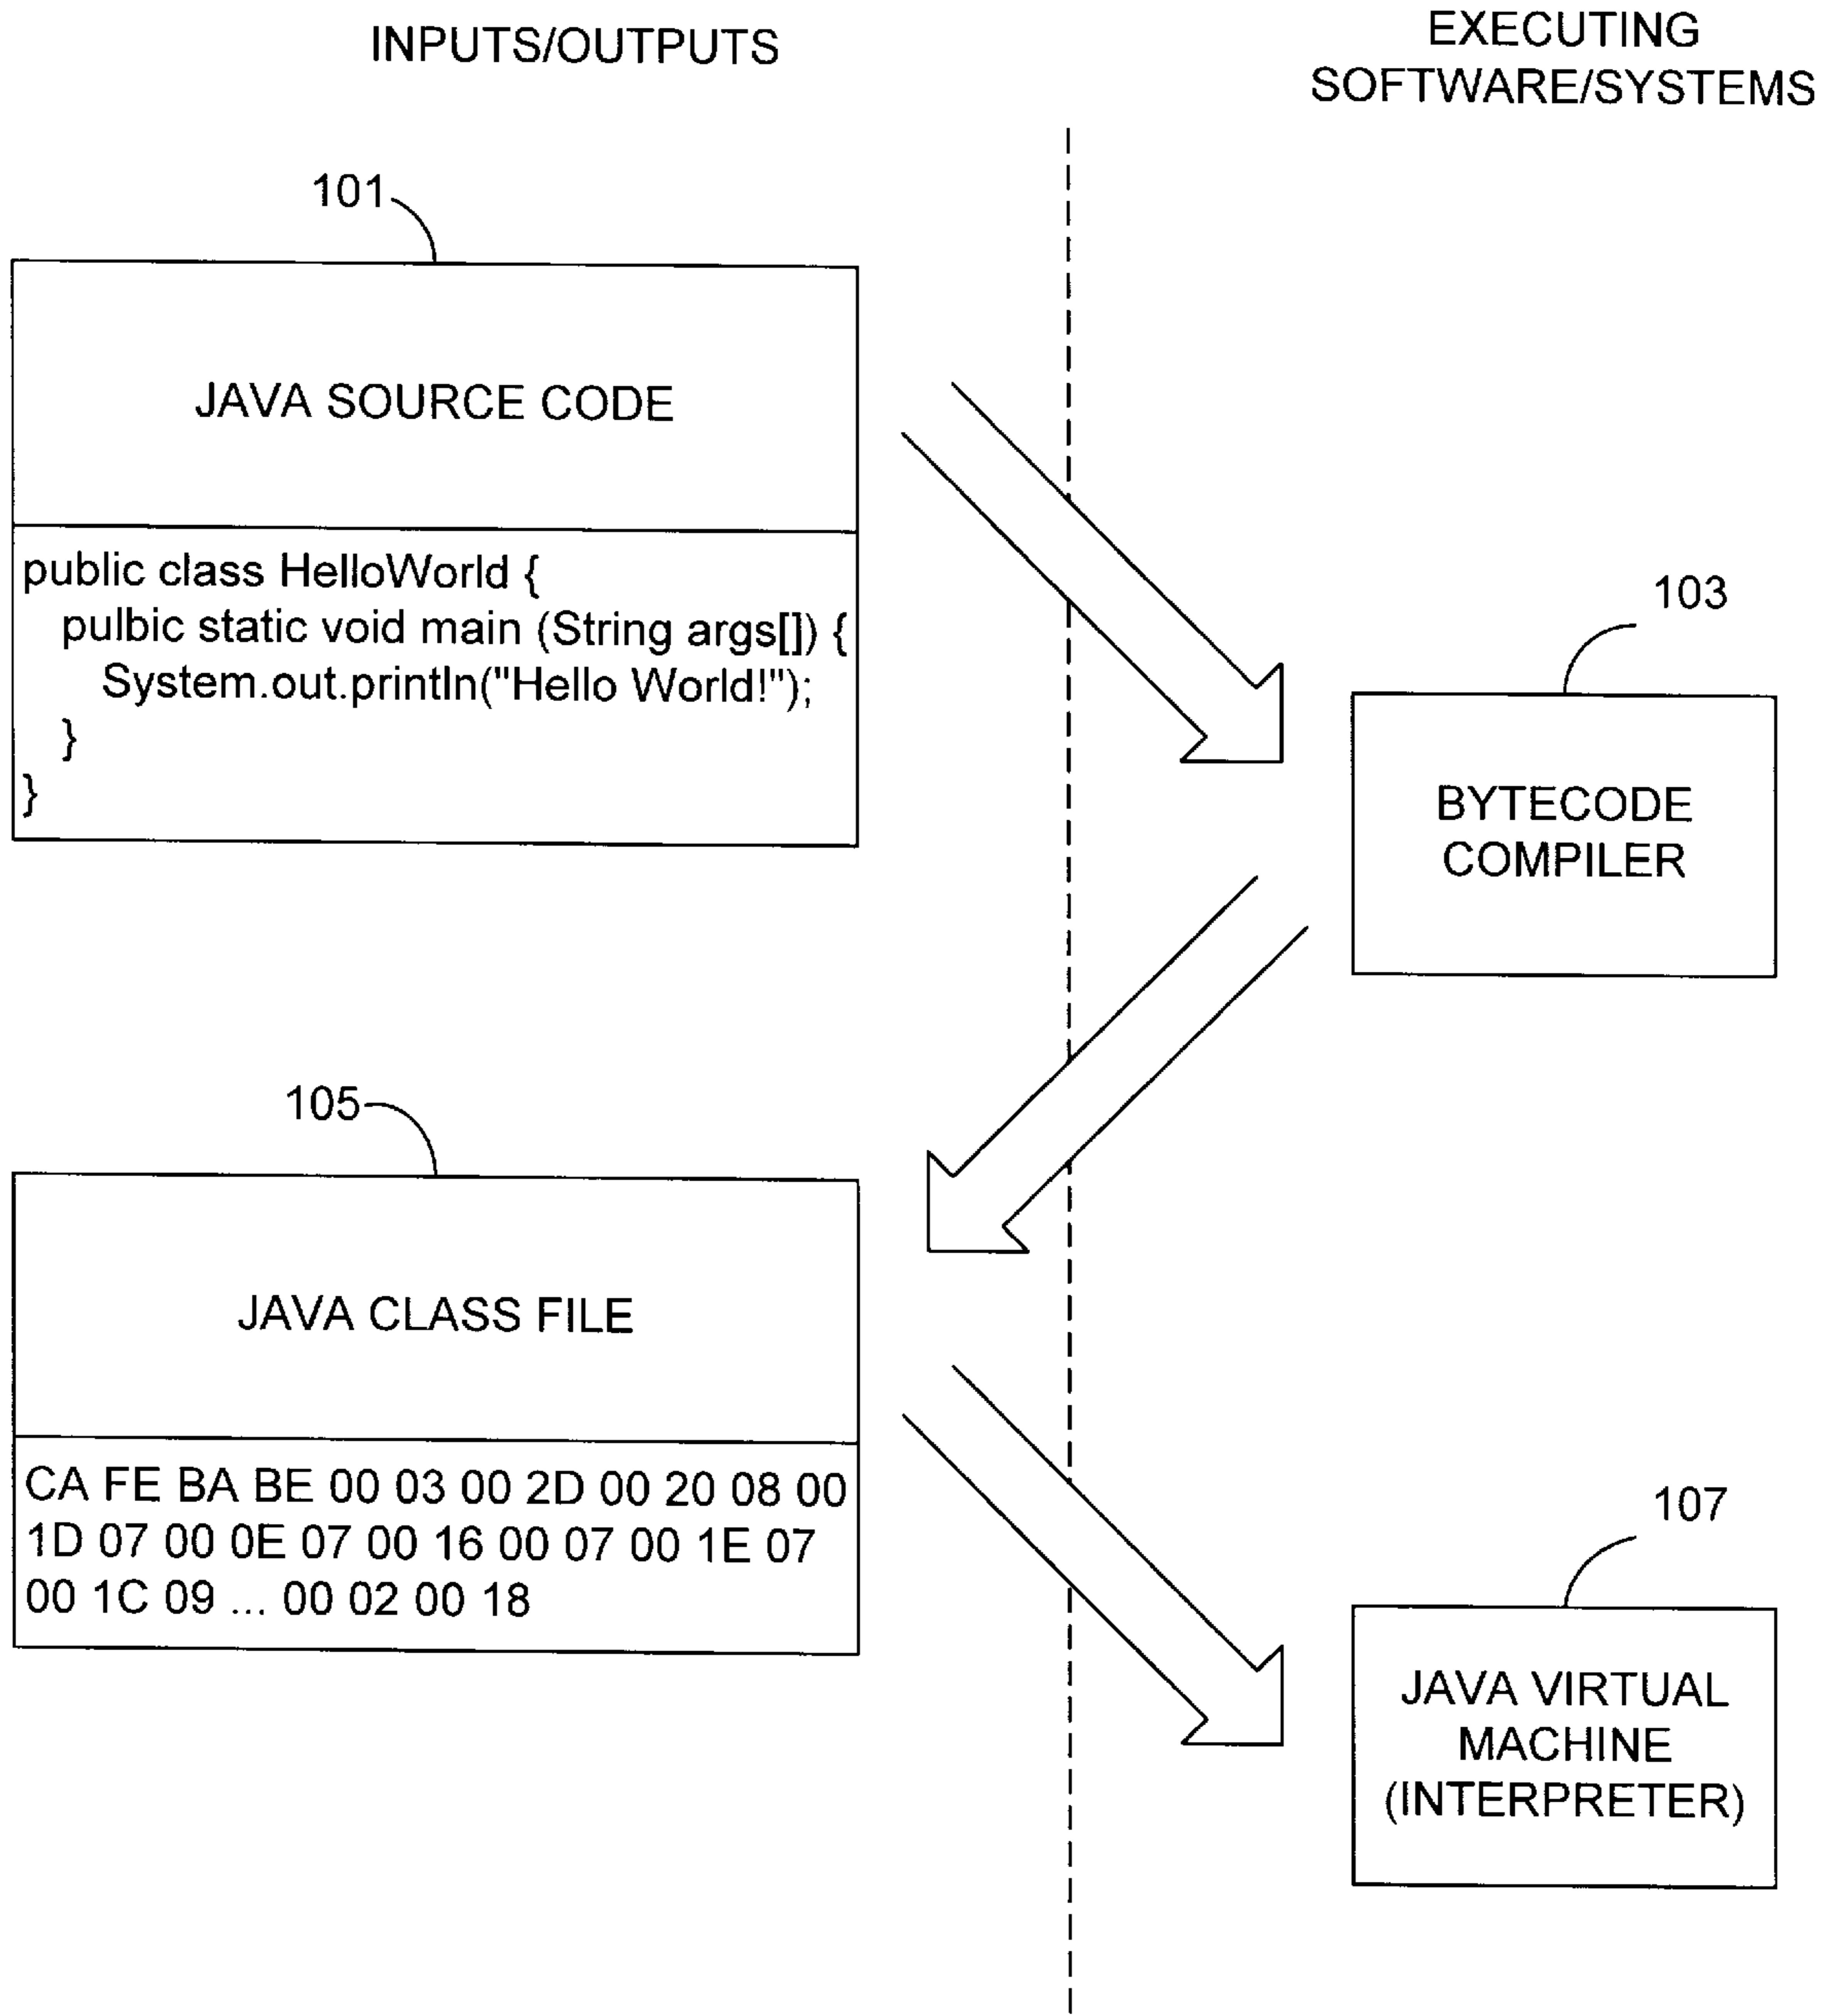 INPUTS/OUTPUTS
EXECUTING
SOFTWARE/SYSTEMS
101
JAVA SOURCE CODE
public class HelloWorld {
pulbic static void main (String args[]) {
System.out.println("Hello World!");
}
}
103
BYTECODE
COMPILER
105
JAVA CLASS FILE
CA FE BA BE 00 03 00 2D 00 20 08 00
1D 07 00 0E 07 00 16 00 07 00 1E 07
00 1C 09 ... 00 02 00 18
107
JAVA VIRTUAL
MACHINE
(INTERPRETER)